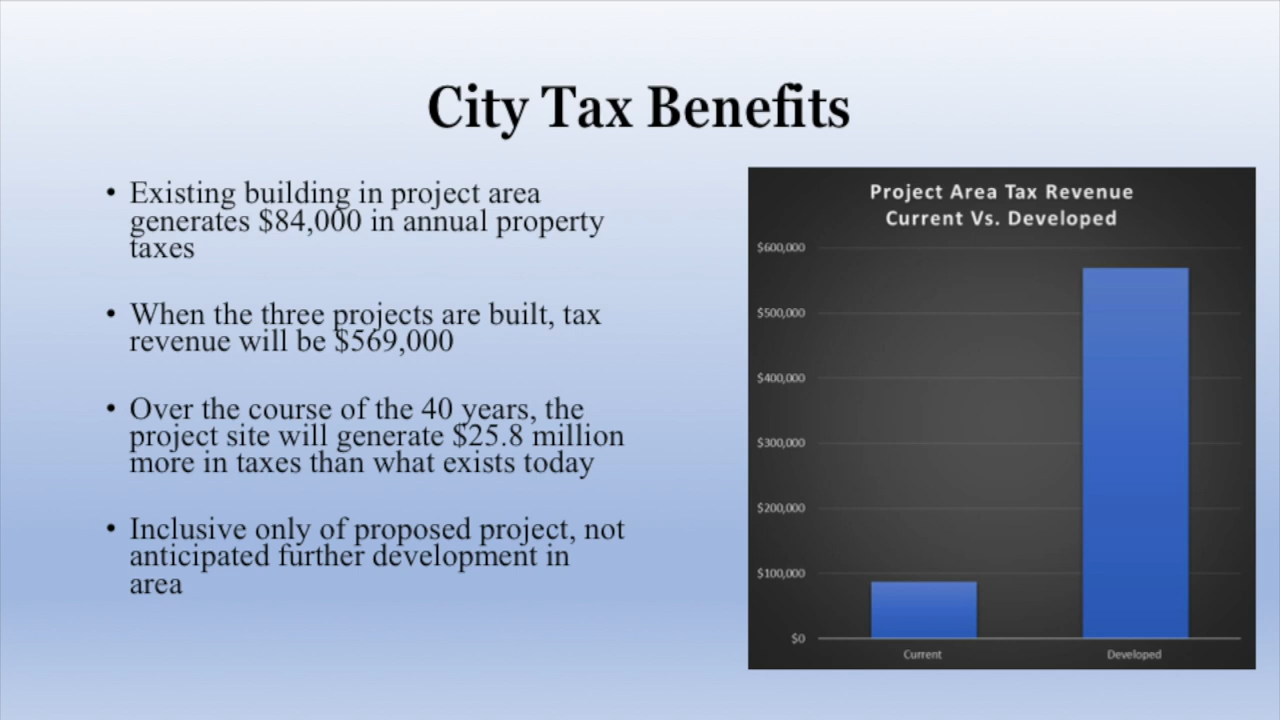 City Tax Benefits
• Existing building in project area
generates $84,000 in annual property
taxes
• When the three projects are built, tax
revenue will be $569,000
• Over the course of the 40 years, the
project site will generate $25.8 million
more in taxes than what exists today
• Inclusive only of proposed project, not
anticipated further development in
area
Project Area Tax Revenue
Current Vs. Developed
$600,000
$500,000
$400,000
$300,000
$200,000
$100,000
$0
Current
Developed